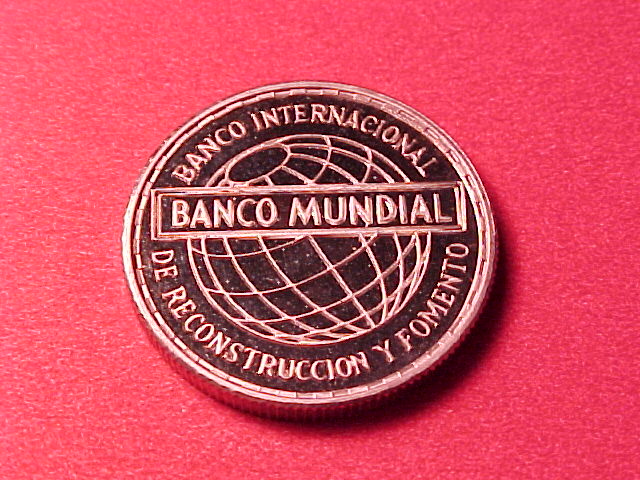 BANCO INTERNACIONAL
BANCO MUNDIAL
DE RECONSTRUCCION Y FOMENTO